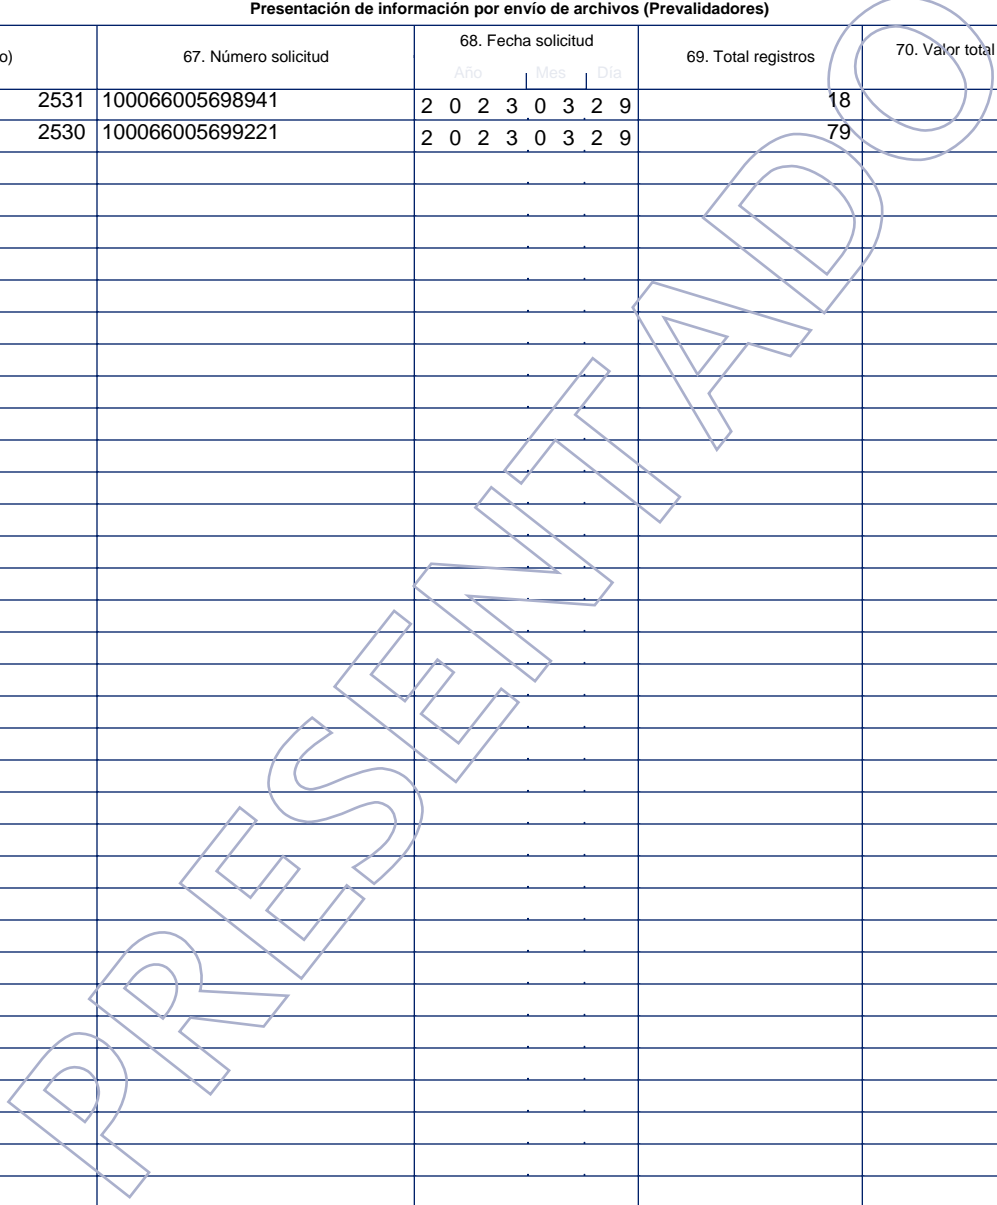 Presentación de información por envío de archivos (Prevalidadores)
o) 67. Número solicitud 68. Fecha solicitud 69. Total registros 70. Valor total
Año Mes Día
2531 100066005698941 2 0 2 3 0 3 2 9 18
2530 100066005699221 2 0 2 3 0 3 2 9 79
PRESENTADO